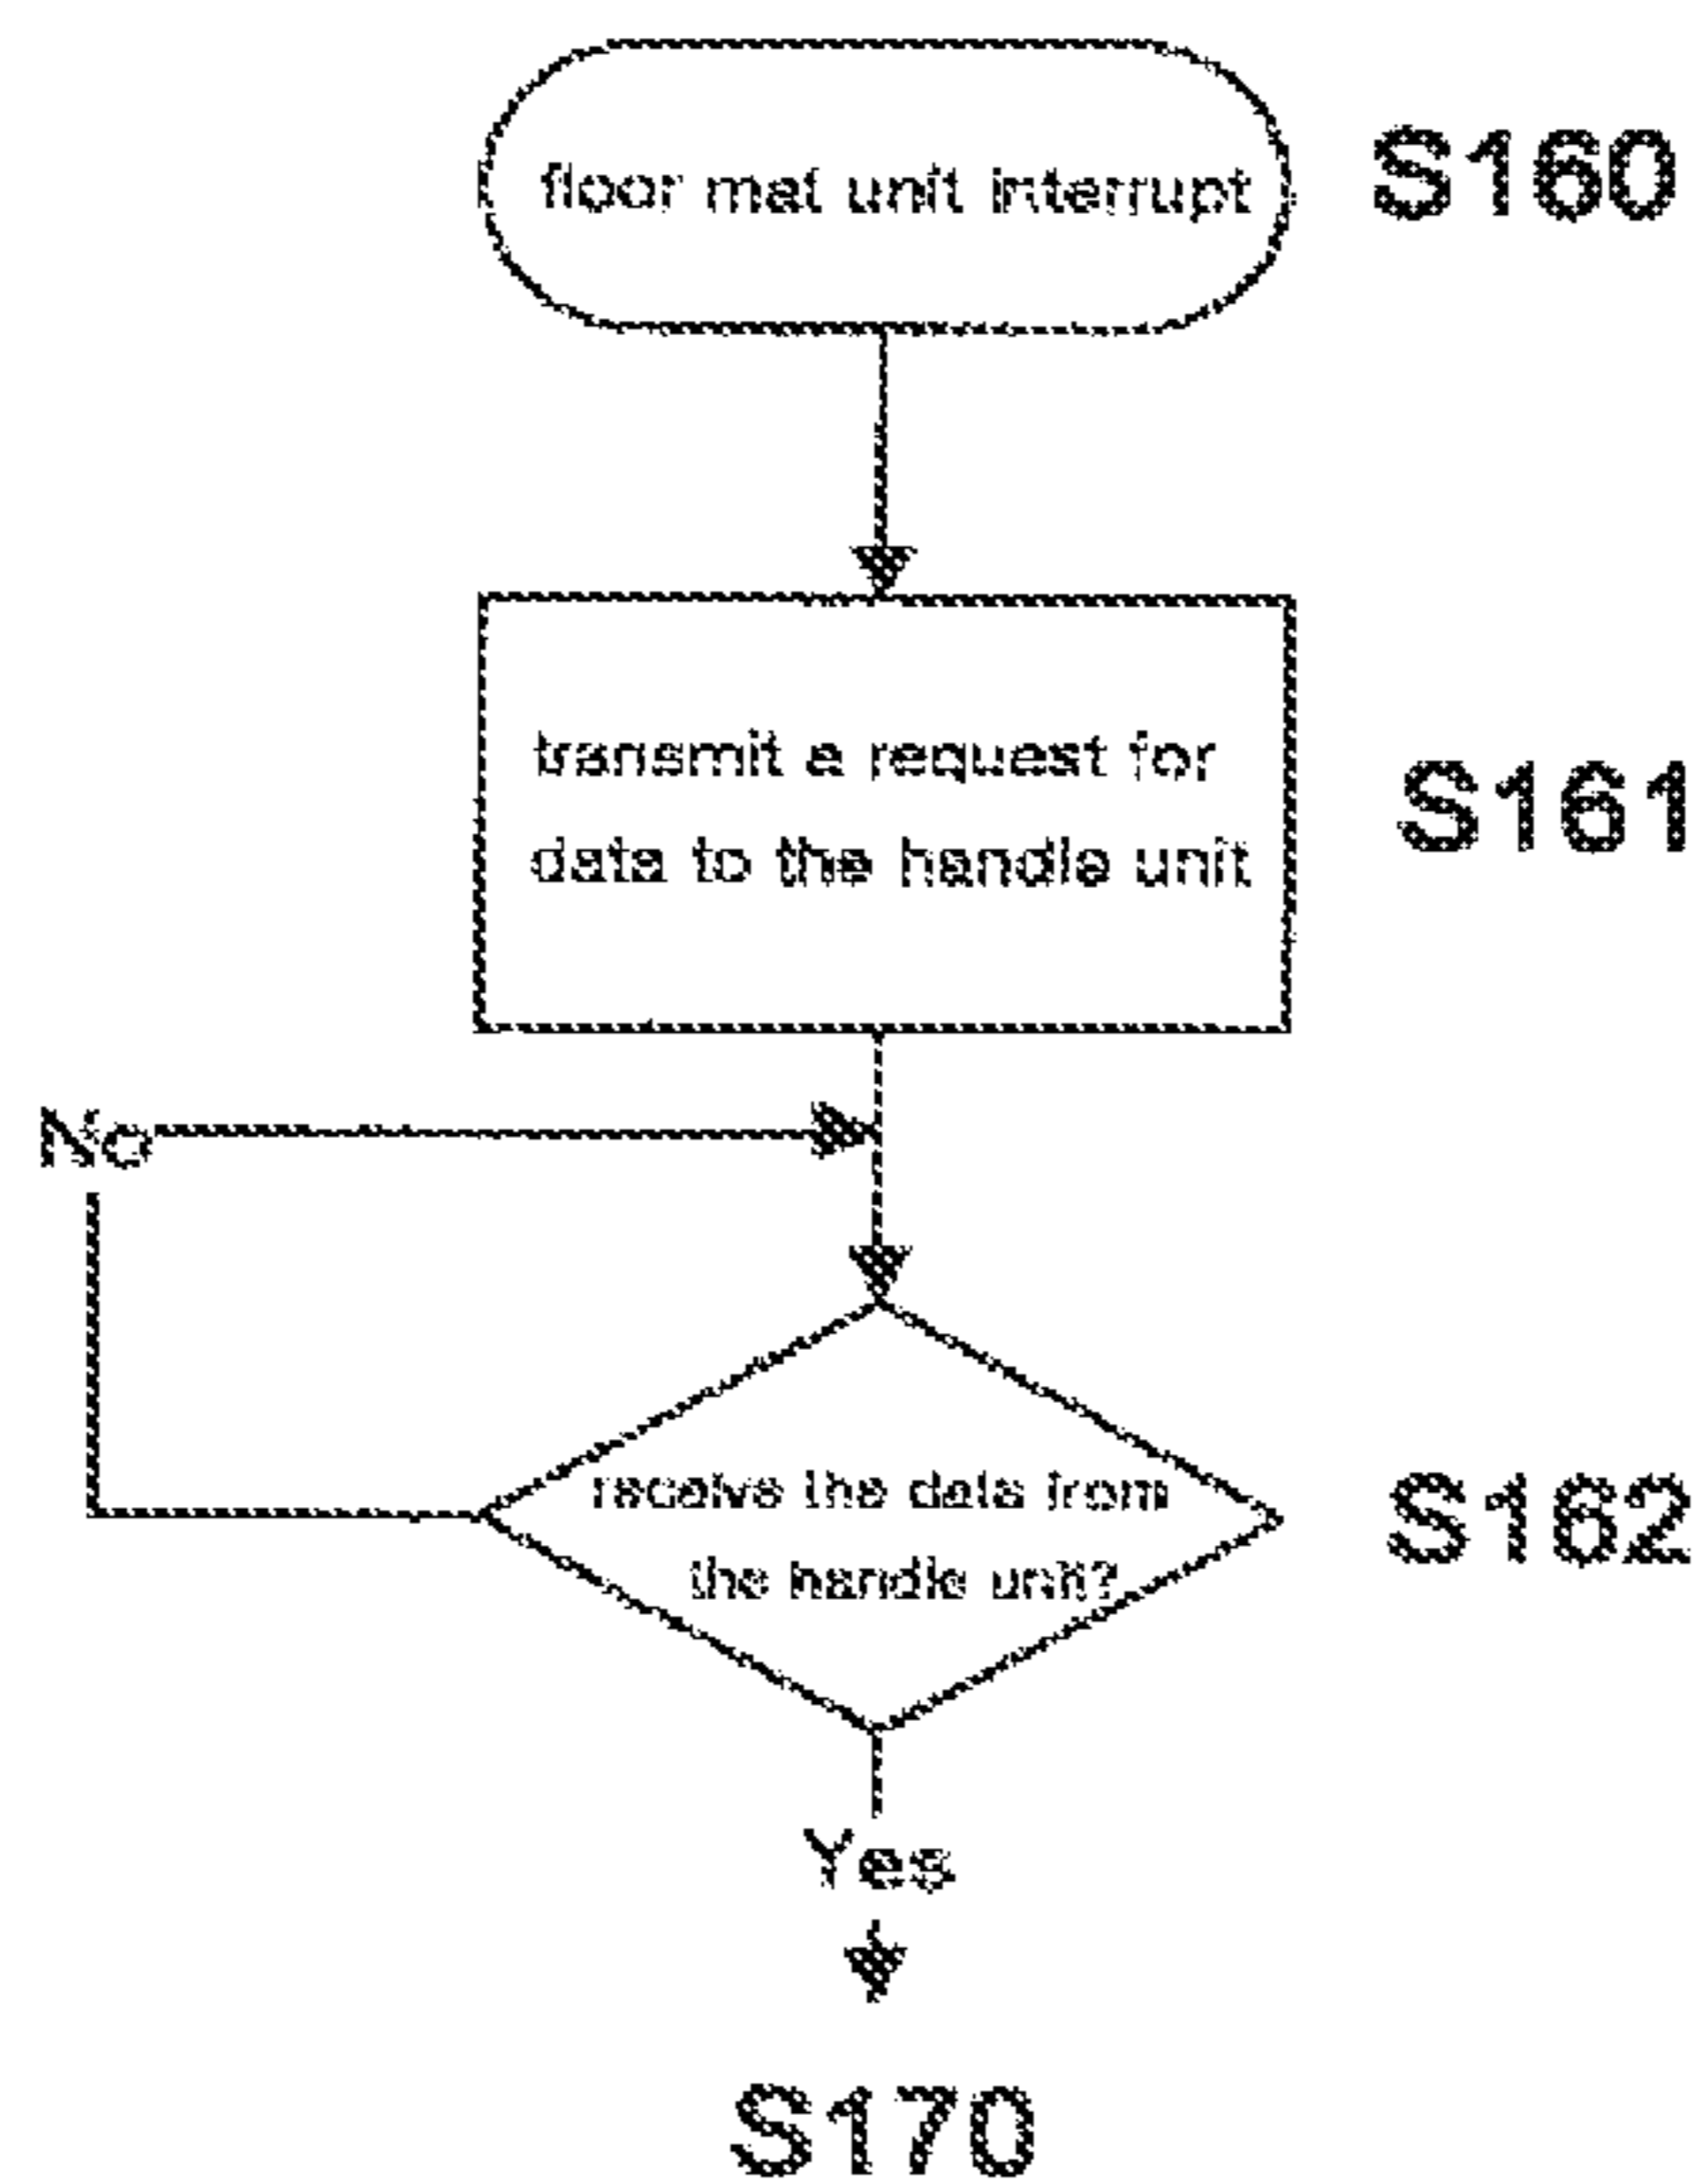 floor mat unit interrupt
S160
transmit a request for
data to the handle unit
S161
No
receive the data from
the handle unit?
S162
Yes
S170